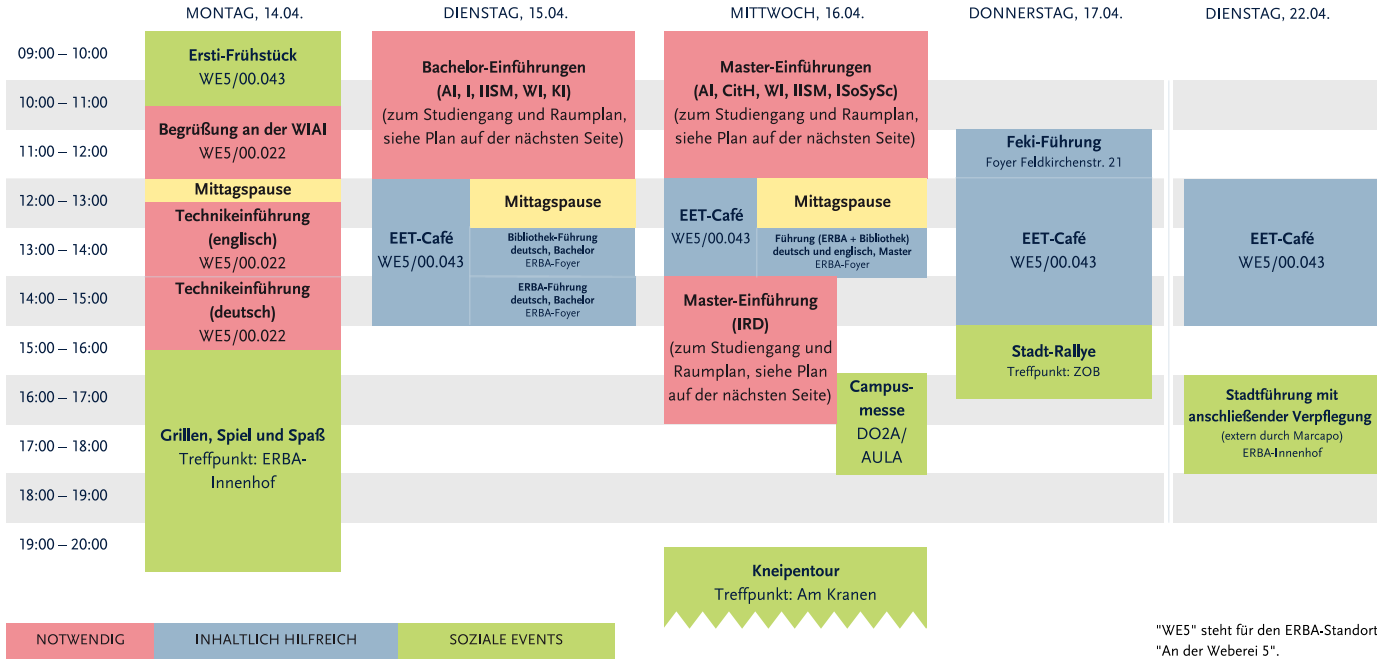 MONTAG, 14.04.
DIENSTAG, 15.04.
MITTWOCH, 16.04.
DONNERSTAG, 17.04.
DIENSTAG, 22.04.
09:00 – 10:00
10:00 – 11:00
11:00 – 12:00
12:00 – 13:00
13:00 – 14:00
14:00 – 15:00
15:00 – 16:00
16:00 – 17:00
17:00 – 18:00
18:00 – 19:00
19:00 – 20:00
Ersti-Frühstück
WE5/00.043
Begrüßung an der WIAI
WE5/00.022
Mittagspause
Technikeinführung
(englisch)
WE5/00.022
Technikeinführung
(deutsch)
WE5/00.022
Grillen, Spiel und Spaß
Treffpunkt: ERBA-
Innenhof
Bachelor-Einführungen
(AI, I, IISM, WI, KI)
(zum Studiengang und Raumplan,
siehe Plan auf der nächsten Seite)
EET-Café
WE5/00.043
Mittagspause
Bibliothek-Führung
deutsch, Bachelor
ERBA-Foyer
ERBA-Führung
deutsch, Bachelor
ERBA-Foyer
Master-Einführungen
(AI, CitH, WI, IISM, ISoSySc)
(zum Studiengang und Raumplan,
siehe Plan auf der nächsten Seite)
EET-Café
WE5/00.043
Mittagspause
Führung (ERBA + Bibliothek)
deutsch und englisch, Master
ERBA-Foyer
Master-Einführung
(IRD)
(zum Studiengang und
Raumplan, siehe Plan
auf der nächsten Seite)
Campus-
messe
DO2A/
AULA
Kneipentour
Treffpunkt: Am Kranen
Feki-Führung
Foyer Feldkirchenstr. 21
EET-Café
WE5/00.043
Stadt-Rallye
Treffpunkt: ZOB
EET-Café
WE5/00.043
Stadtführung mit
anschließender Verpflegung
(extern durch Marcapo)
ERBA-Innenhof
NOTWENDIG
INHALTLICH HILFREICH
SOZIALE EVENTS
"WE5" steht für den ERBA-Standort
"An der Weberei 5".